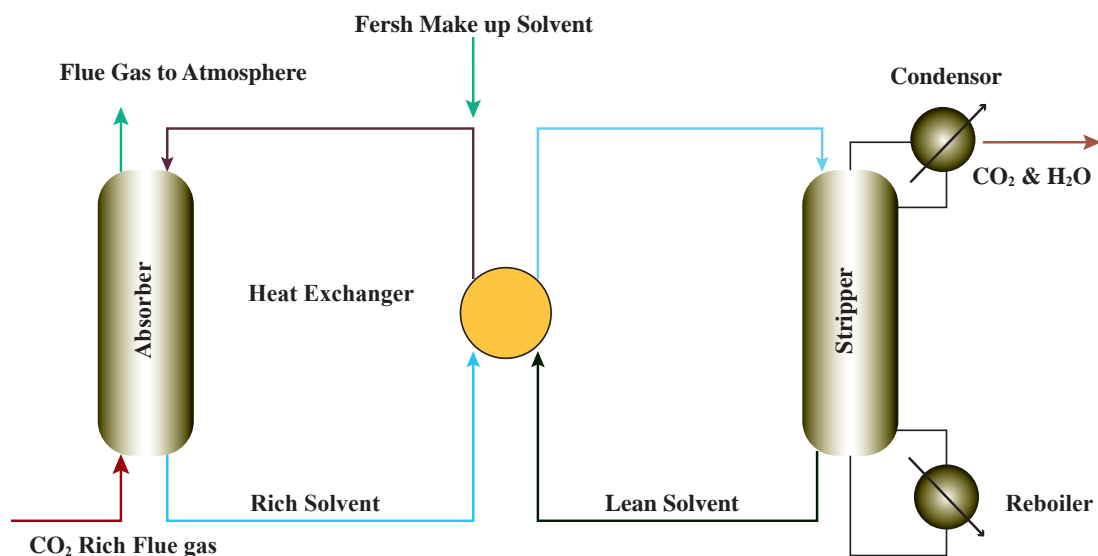 Fersh Make up Solvent
Flue Gas to Atmosphere
Condensor
CO₂ & H₂O
Absorber
Heat Exchanger
Stripper
Rich Solvent
Lean Solvent
Reboiler
CO₂ Rich Flue gas